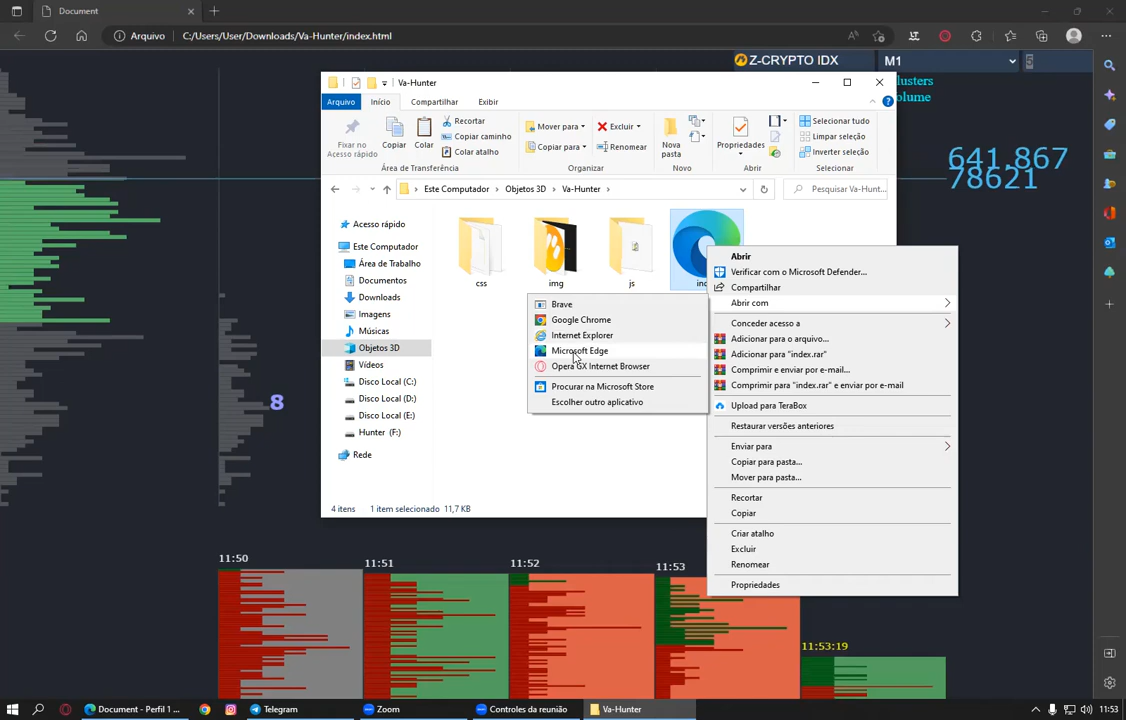 Document
Arquivo
C:/Users/User/Downloads/Va-Hunter/index.html
Z-CRYPTO IDX
M1
5
lusters
olume
641,867
78621
8
Va-Hunter
Arquivo
Início
Compartilhar
Exibir
Fixar no Acesso rápido
Copiar
Colar
Recortar
Copiar caminho
Colar atalho
Área de Transferência
Mover para
Copiar para
Excluir
Renomear
Organizar
Nova pasta
Novo
Propriedades
Abrir
Selecionar tudo
Limpar seleção
Inverter seleção
Selecionar
Este Computador > Objetos 3D > Va-Hunter >
Pesquisar Va-Hunt...
Acesso rápido
Este Computador
Área de Trabalho
Documentos
Downloads
Imagens
Músicas
Objetos 3D
Vídeos
Disco Local (C:)
Disco Local (D:)
Disco Local (E:)
Hunter (F:)
Rede
css
img
js
ind
4 itens
1 item selecionado 11,7 KB
Brave
Google Chrome
Internet Explorer
Microsoft Edge
Opera GX Internet Browser
Procurar na Microsoft Store
Escolher outro aplicativo
Abrir
Verificar com o Microsoft Defender...
Compartilhar
Abrir com
Conceder acesso a
Adicionar para o arquivo...
Adicionar para "index.rar"
Comprimir e enviar por e-mail...
Comprimir para "index.rar" e enviar por e-mail
Upload para TeraBox
Restaurar versões anteriores
Enviar para
Copiar para pasta...
Mover para pasta...
Recortar
Copiar
Criar atalho
Excluir
Renomear
Propriedades
11:50
11:51
11:52
11:53
11:53:19
Document - Perfil 1 ...
Telegram
Zoom
Controles da reunião
Va-Hunter
11:53